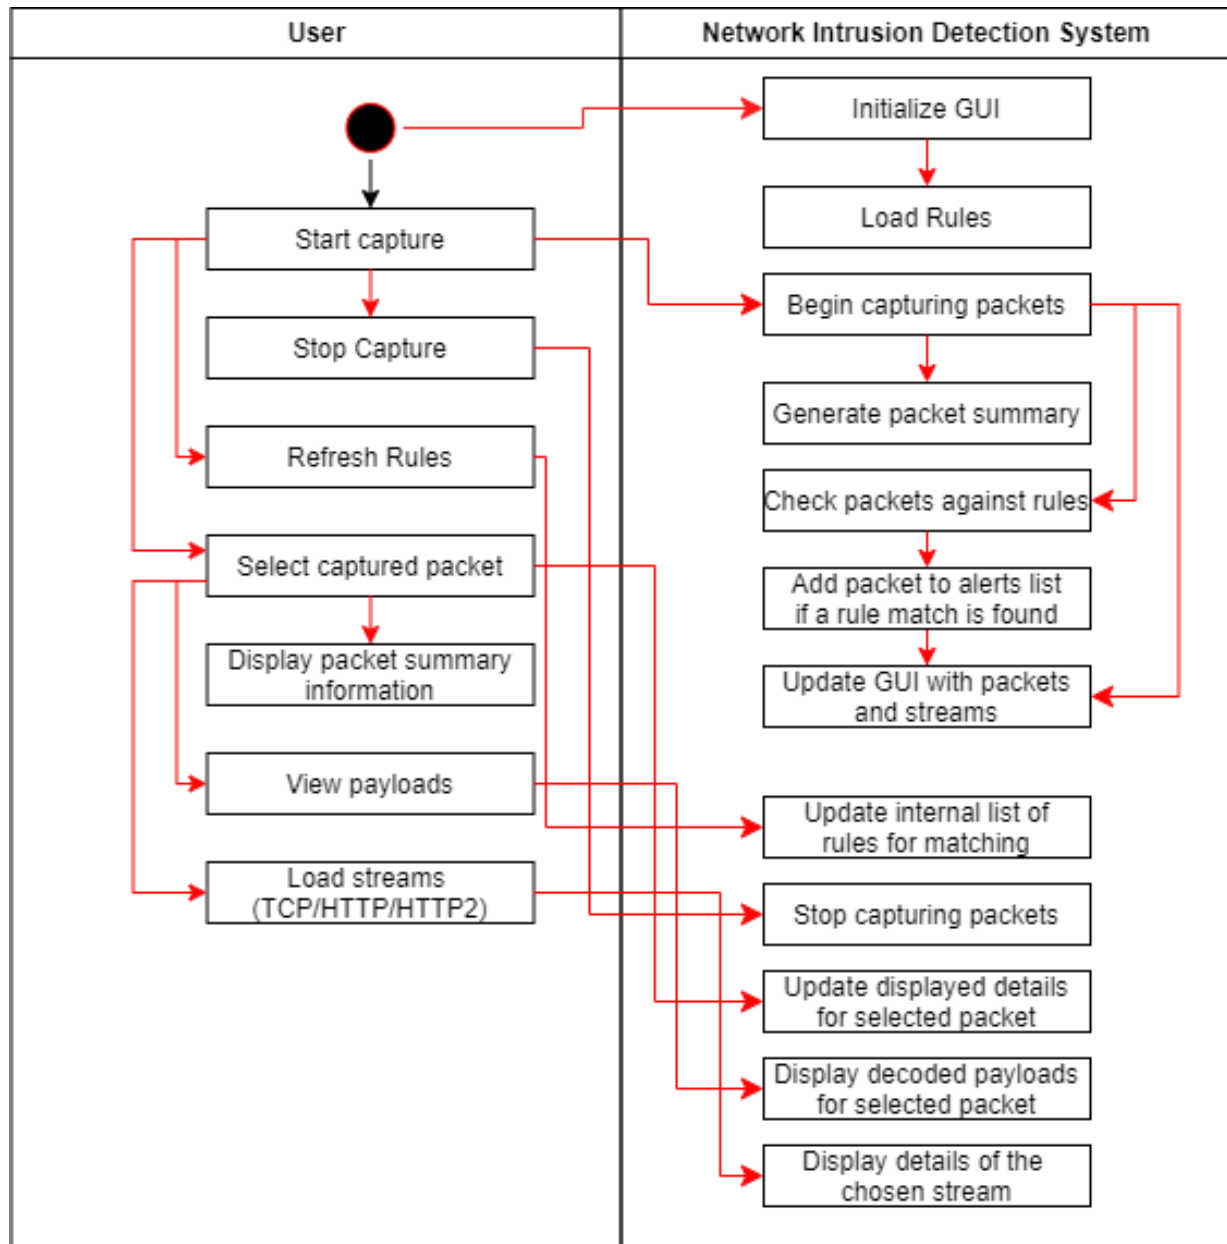 User
Network Intrusion Detection System
Start capture
Stop Capture
Refresh Rules
Select captured packet
Display packet summary
information
View payloads
Load streams
(TCP/HTTP/HTTP2)
Initialize GUI
Load Rules
Begin capturing packets
Generate packet summary
Check packets against rules
Add packet to alerts list
if a rule match is found
Update GUI with packets
and streams
Update internal list of
rules for matching
Stop capturing packets
Update displayed details
for selected packet
Display decoded payloads
for selected packet
Display details of the
chosen stream